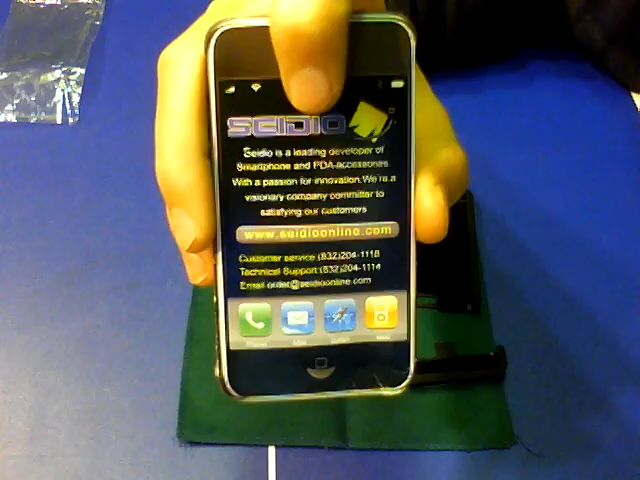 SEIDIO
Seidio is a leading developer of
Smartphone and PDA accessories
With a passion for innovation.We're a
visionary company committer to
satisfying our customers
www.seidioonline.com
Customer service:(832)204-1118
Technical Support:(832)204-1114
Email:order@seidioonline.com